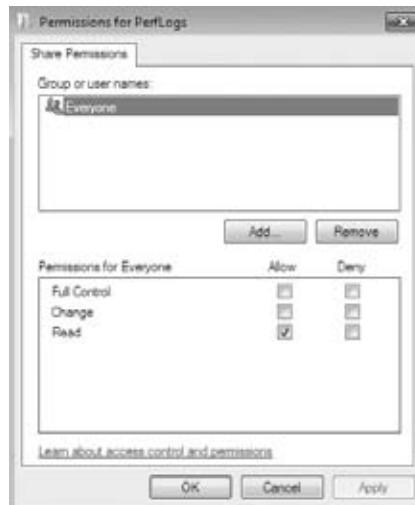 Permissions for PerfLogs
Share Permissions
Group or user names:
Everyone
Add...
Remove
Permissions for Everyone
Allow
Deny
Full Control
Change
Read
Learn about access control and permissions
OK
Cancel
Apply